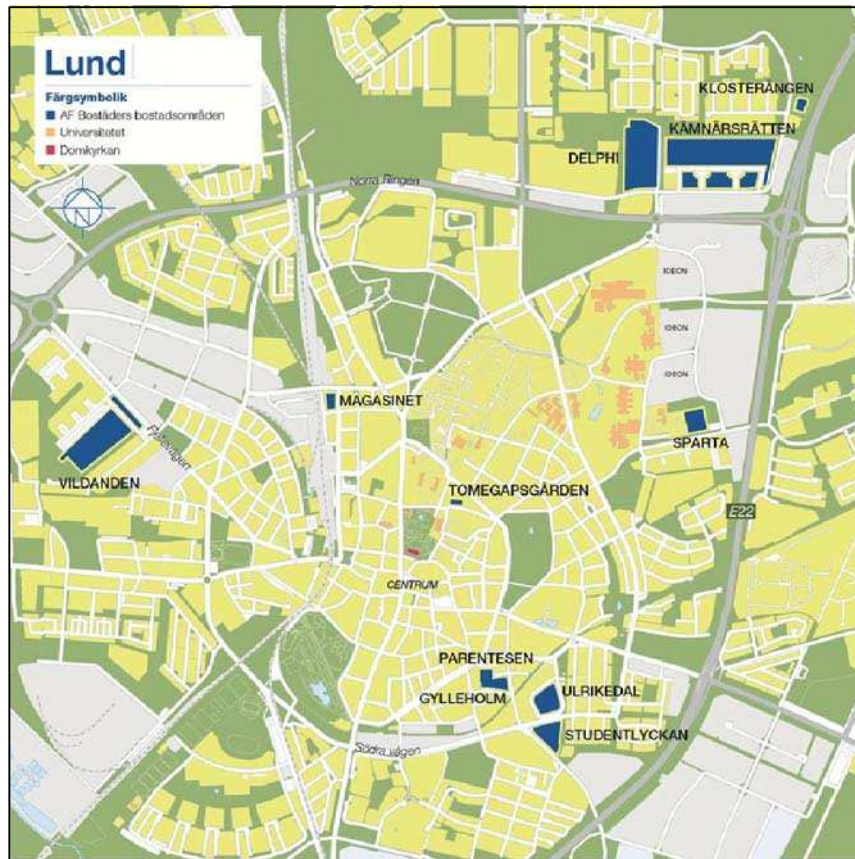 Lund
Färgsymbolik
AF Bostäders bostadsområden
Universitetet
Domkyrkan
N
KLOSTERÄNGEN
KÄMNÄRSRÄTTEN
DELPHI
Norra Ringen
IDEON
IDEON
IDEON
MAGASINET
SPARTA
Fjelievägen
VILDANDEN
TOMEGAPSGÅRDEN
E22
CENTRUM
PARENTESEN
GYLLEHOLM
ULRIKEDAL
STUDENTLYCKAN
Södra vägen